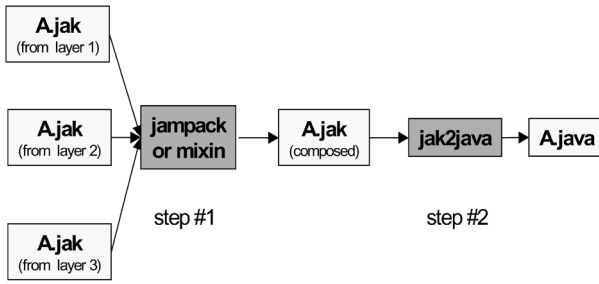 A.jak
(from layer 1)
A.jak
(from layer 2)
A.jak
(from layer 3)
jampack
or mixin
step #1
A.jak
(composed)
jak2java
step #2
A.java